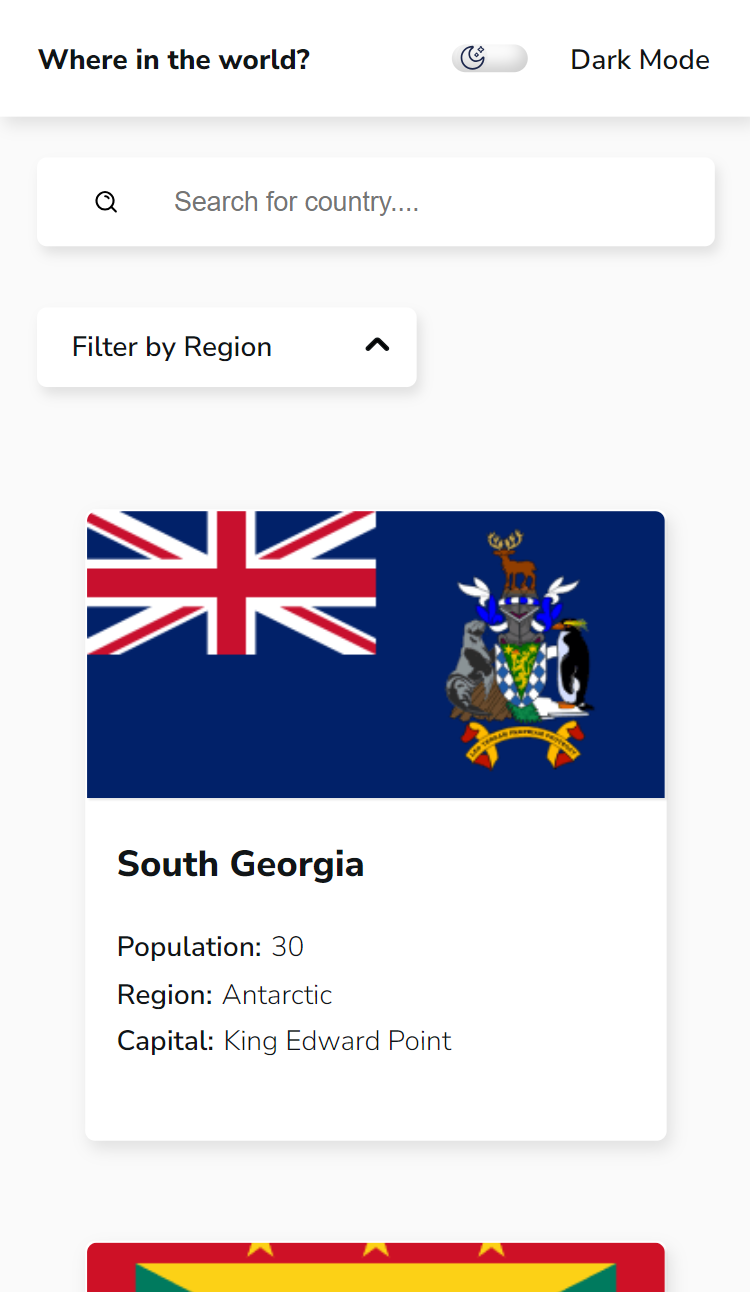 Where in the world?
Dark Mode
Search for country....
Filter by Region
South Georgia
Population: 30
Region: Antarctic
Capital: King Edward Point